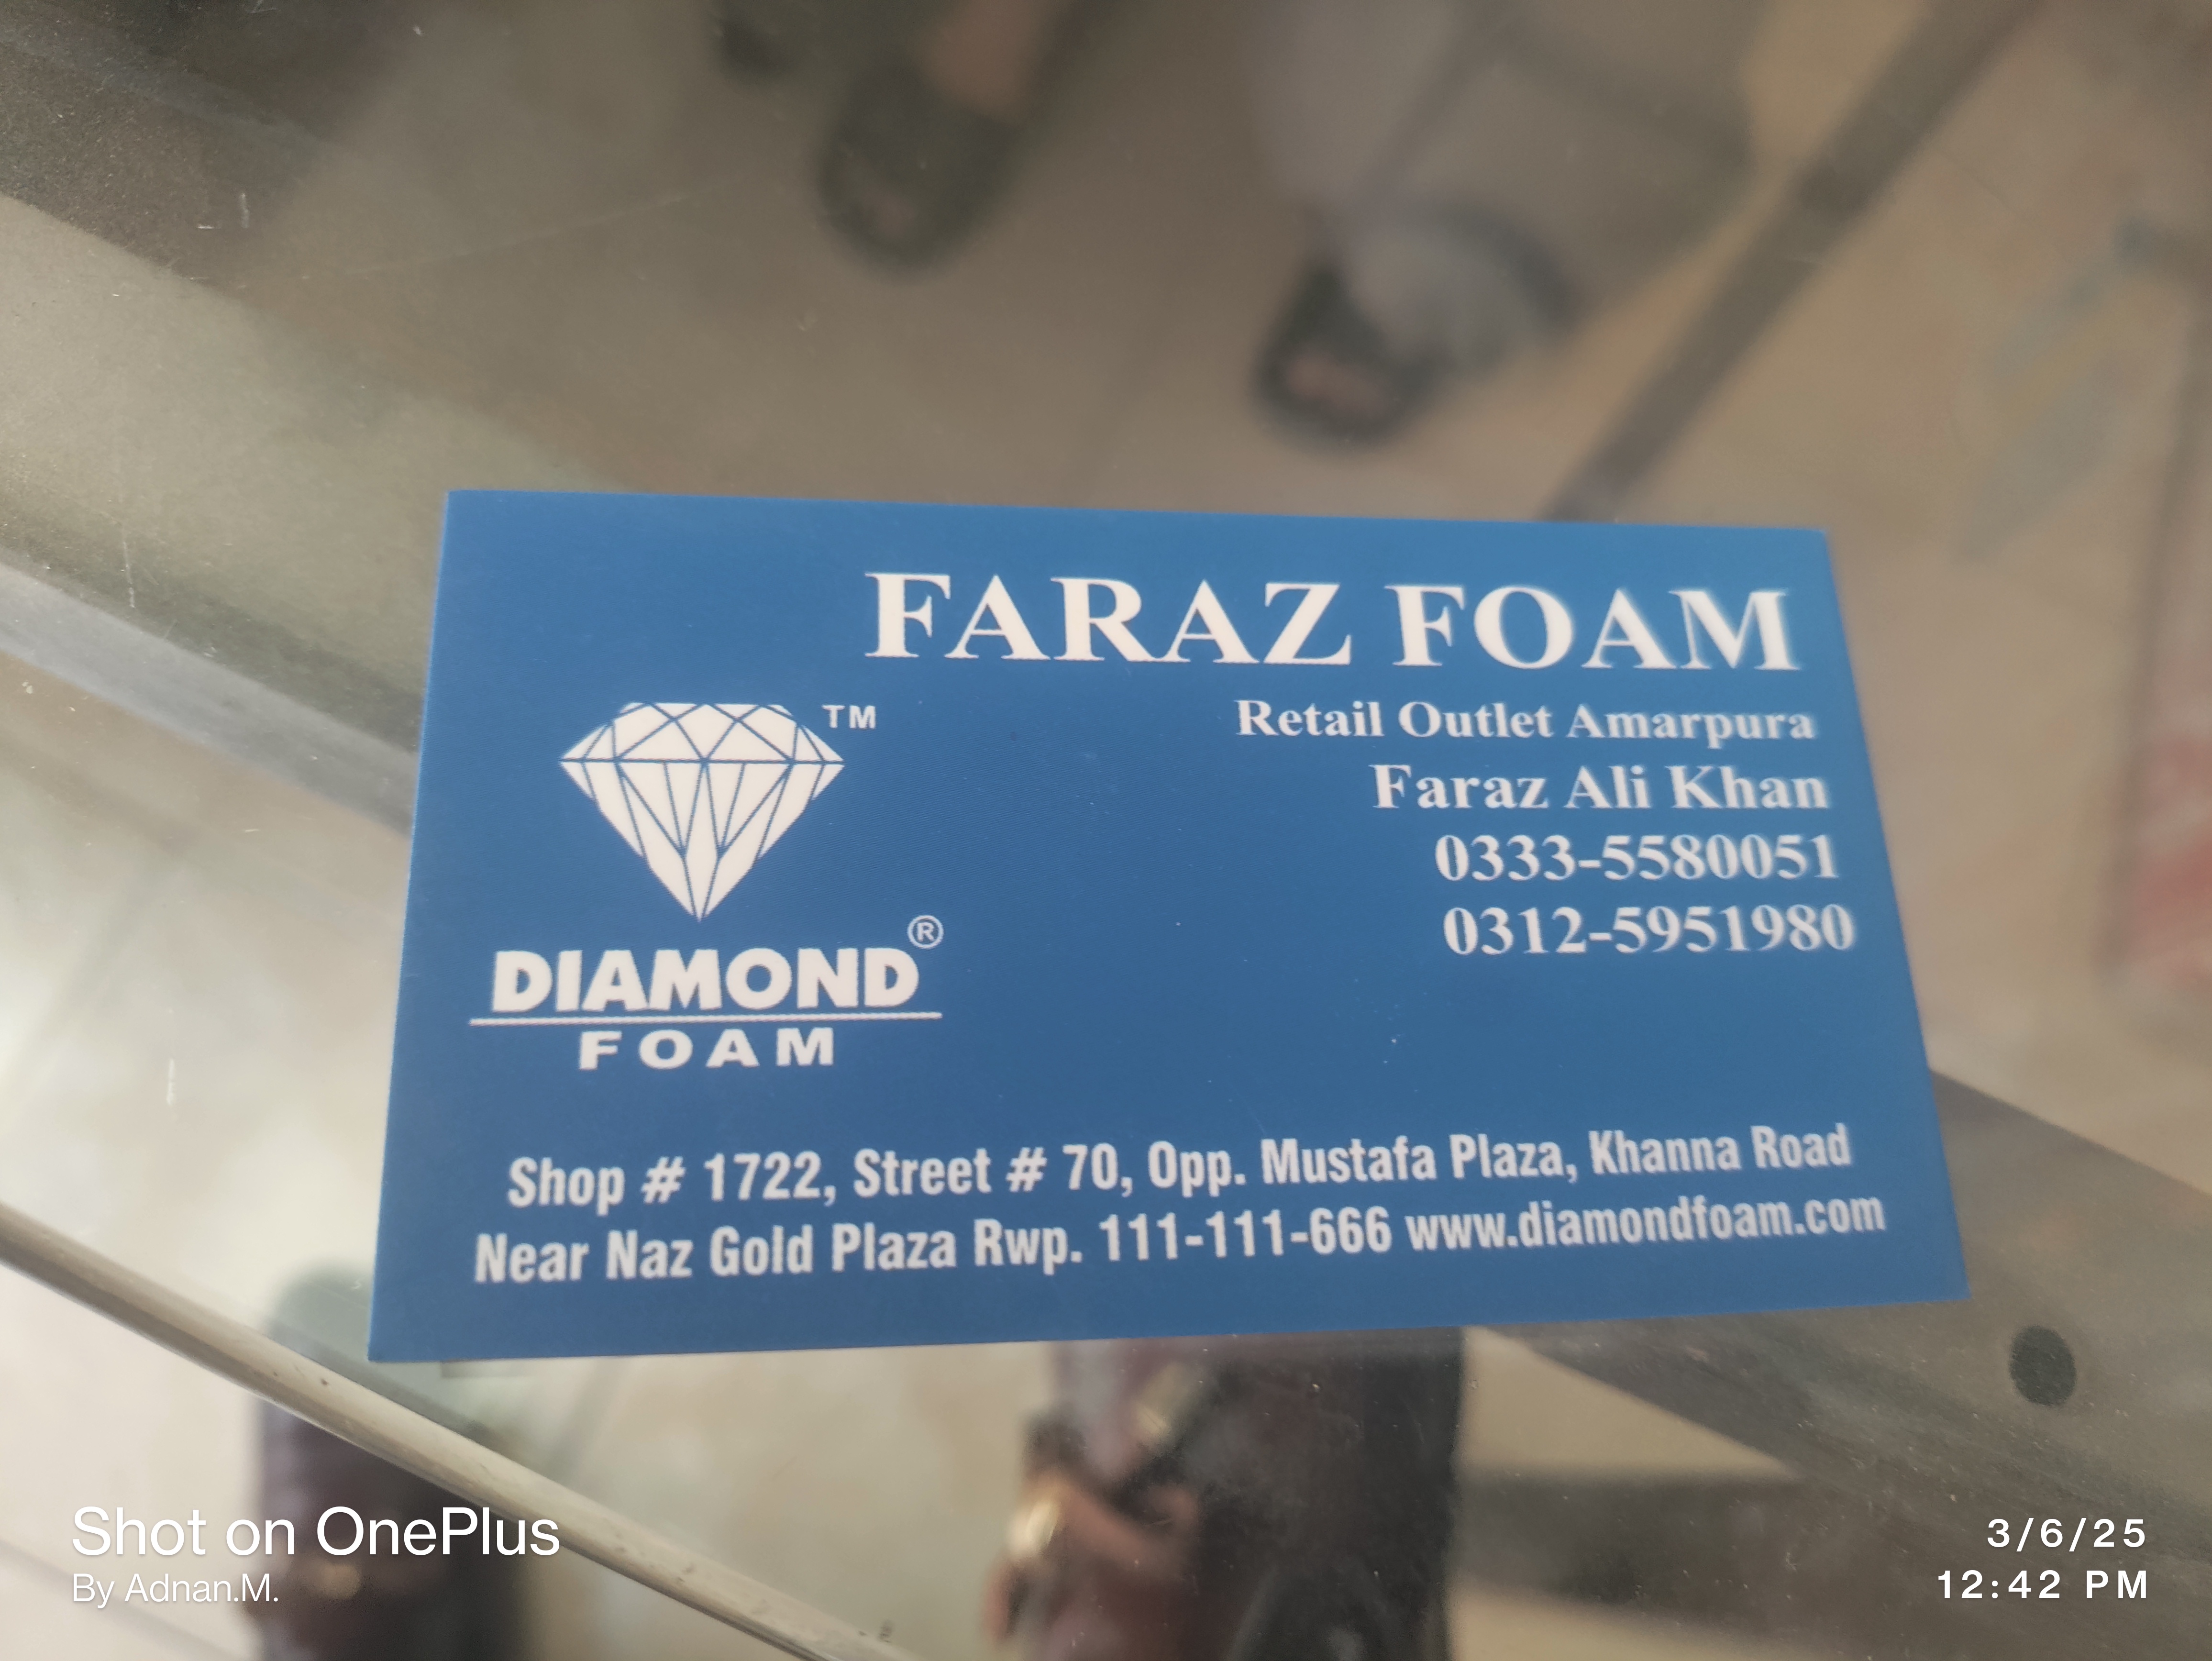 FARAZ FOAM
Retail Outlet Amarpura
Faraz Ali Khan
0333-5580051
0312-5951980
TM
DIAMOND®
FOAM
Shop # 1722, Street # 70, Opp. Mustafa Plaza, Khanna Road
Near Naz Gold Plaza Rwp. 111-111-666 www.diamondfoam.com
Shot on OnePlus
By Adnan.M.
3/6/25
12:42 PM